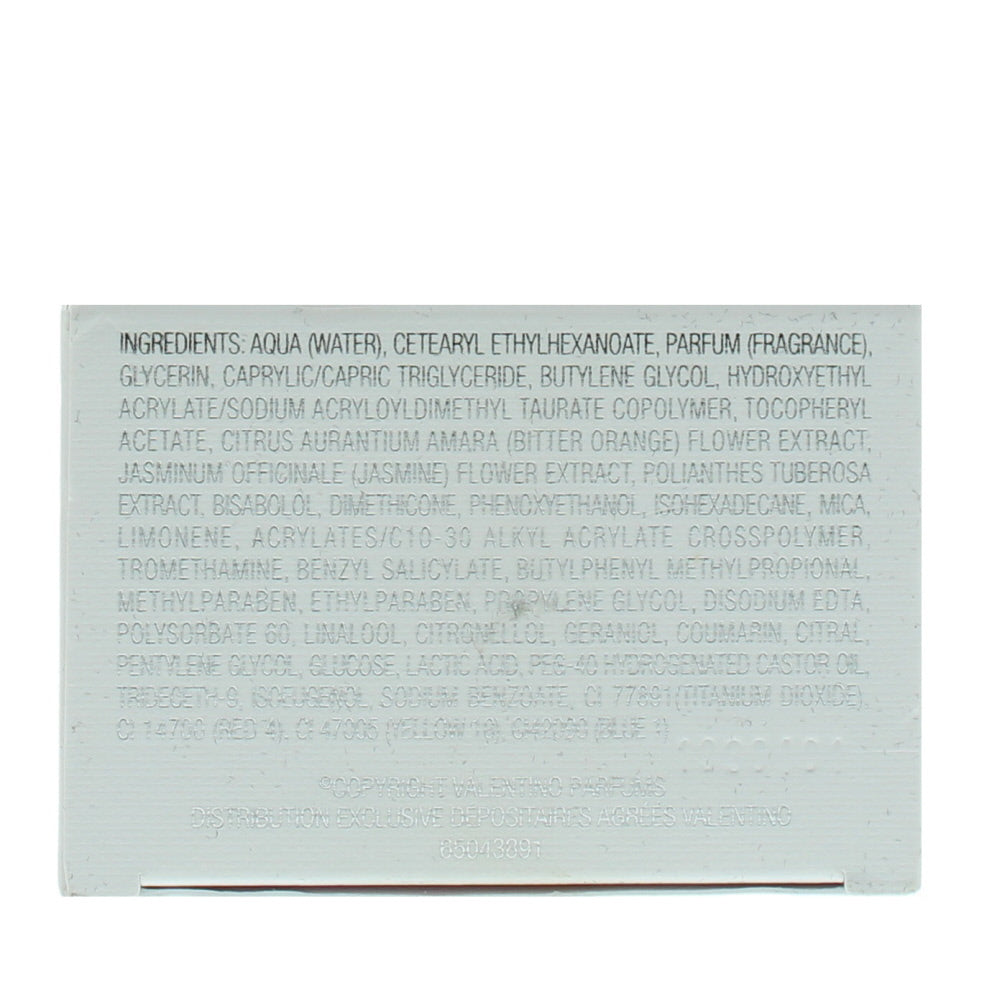 INGREDIENTS: AQUA (WATER), CETEARYL ETHYLHEXANOATE, PARFUM (FRAGRANCE),
GLYCERIN, CAPRYLIC/CAPRIC TRIGLYCERIDE, BUTYLENE GLYCOL, HYDROXYETHYL
ACRYLATE/SODIUM ACRYLOYLDIMETHYL TAURATE COPOLYMER, TOCOPHERYL
ACETATE, CITRUS AURANTIUM AMARA (BITTER ORANGE) FLOWER EXTRACT,
JASMINUM OFFICINALE (JASMINE) FLOWER EXTRACT, POLIANTHES TUBEROSA
EXTRACT, BISABOLOL, DIMETHICONE, PHENOXYETHANOL, ISOHEXADECANE, MICA,
LIMONENE, ACRYLATES/C10-30 ALKYL ACRYLATE CROSSPOLYMER,
TROMETHAMINE, BENZYL SALICYLATE, BUTYLPHENYL METHYLPROPIONAL,
METHYLPARABEN, ETHYLPARABEN, PROPYLENE GLYCOL, DISODIUM EDTA,
POLYSORBATE 60, LINALOOL, CITRONELLOL, GERANIOL, COUMARIN, CITRAL,
PENTYLENE GLYCOL, GLUCOSE, LACTIC ACID, PEG-40 HYDROGENATED CASTOR OIL,
TRIDECETH-9, ISOEUGENOL, SODIUM BENZOATE, CI 77891(TITANIUM DIOXIDE),
CI 14700 (RED 4), CI 47005 (YELLOW 10), CI42090 (BLUE 1)
©COPYRIGHT VALENTINO PARFUMS
DISTRIBUTION EXCLUSIVE DÉPOSITAIRES AGRÉÉS VALENTINO
65043891